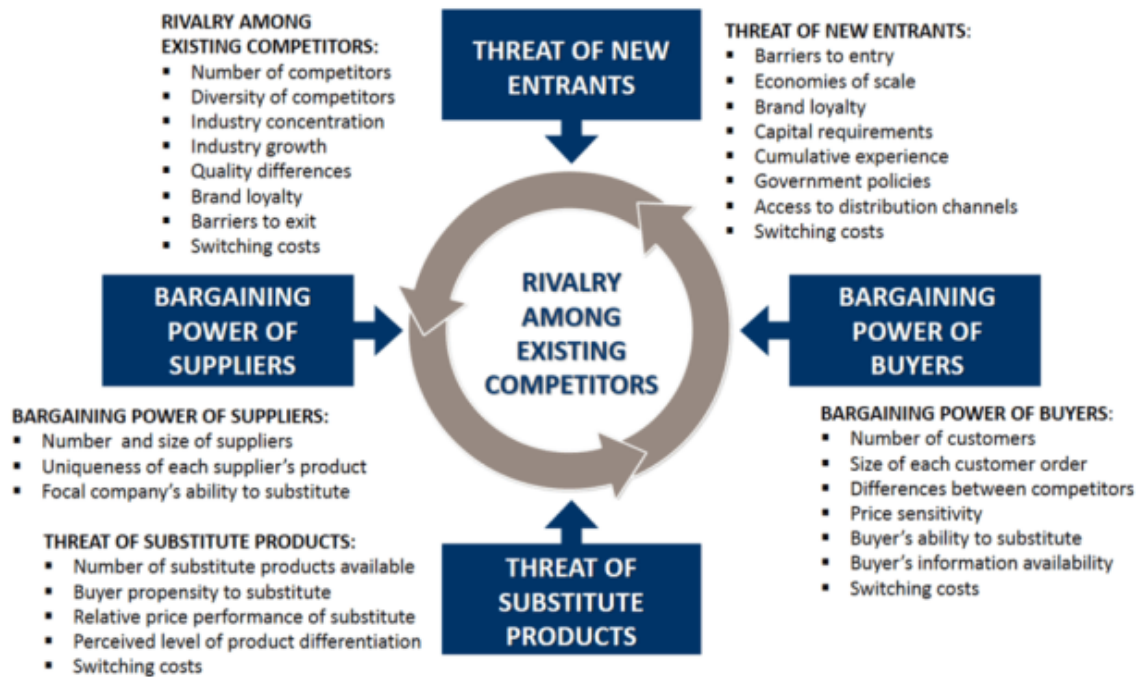 RIVALRY AMONG
EXISTING COMPETITORS:
▪ Number of competitors
▪ Diversity of competitors
▪ Industry concentration
▪ Industry growth
▪ Quality differences
▪ Brand loyalty
▪ Barriers to exit
▪ Switching costs
THREAT OF NEW
ENTRANTS
THREAT OF NEW ENTRANTS:
▪ Barriers to entry
▪ Economies of scale
▪ Brand loyalty
▪ Capital requirements
▪ Cumulative experience
▪ Government policies
▪ Access to distribution channels
▪ Switching costs
BARGAINING
POWER OF
SUPPLIERS
RIVALRY
AMONG
EXISTING
COMPETITORS
BARGAINING
POWER OF
BUYERS
BARGAINING POWER OF SUPPLIERS:
▪ Number and size of suppliers
▪ Uniqueness of each supplier's product
▪ Focal company's ability to substitute
BARGAINING POWER OF BUYERS:
▪ Number of customers
▪ Size of each customer order
▪ Differences between competitors
▪ Price sensitivity
▪ Buyer's ability to substitute
▪ Buyer's information availability
▪ Switching costs
THREAT OF SUBSTITUTE PRODUCTS:
▪ Number of substitute products available
▪ Buyer propensity to substitute
▪ Relative price performance of substitute
▪ Perceived level of product differentiation
▪ Switching costs
THREAT OF
SUBSTITUTE
PRODUCTS